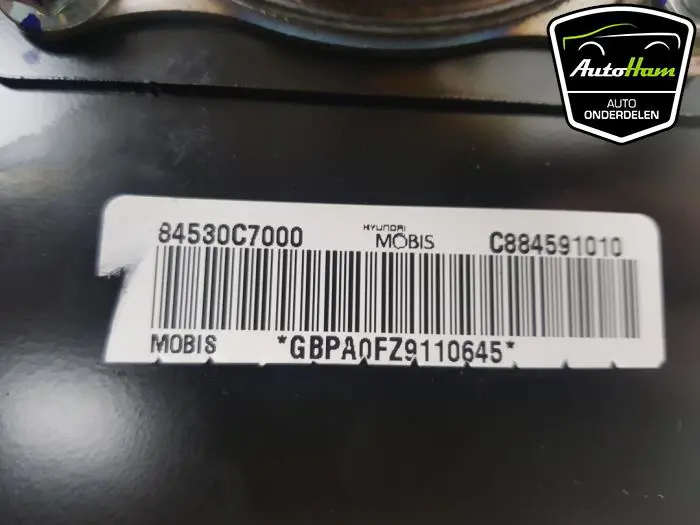 AutoHam
AUTO
ONDERDELEN
84530C7000 HYUNDAI MOBIS C884591010
MOBIS *GBPA0FZ9110645*